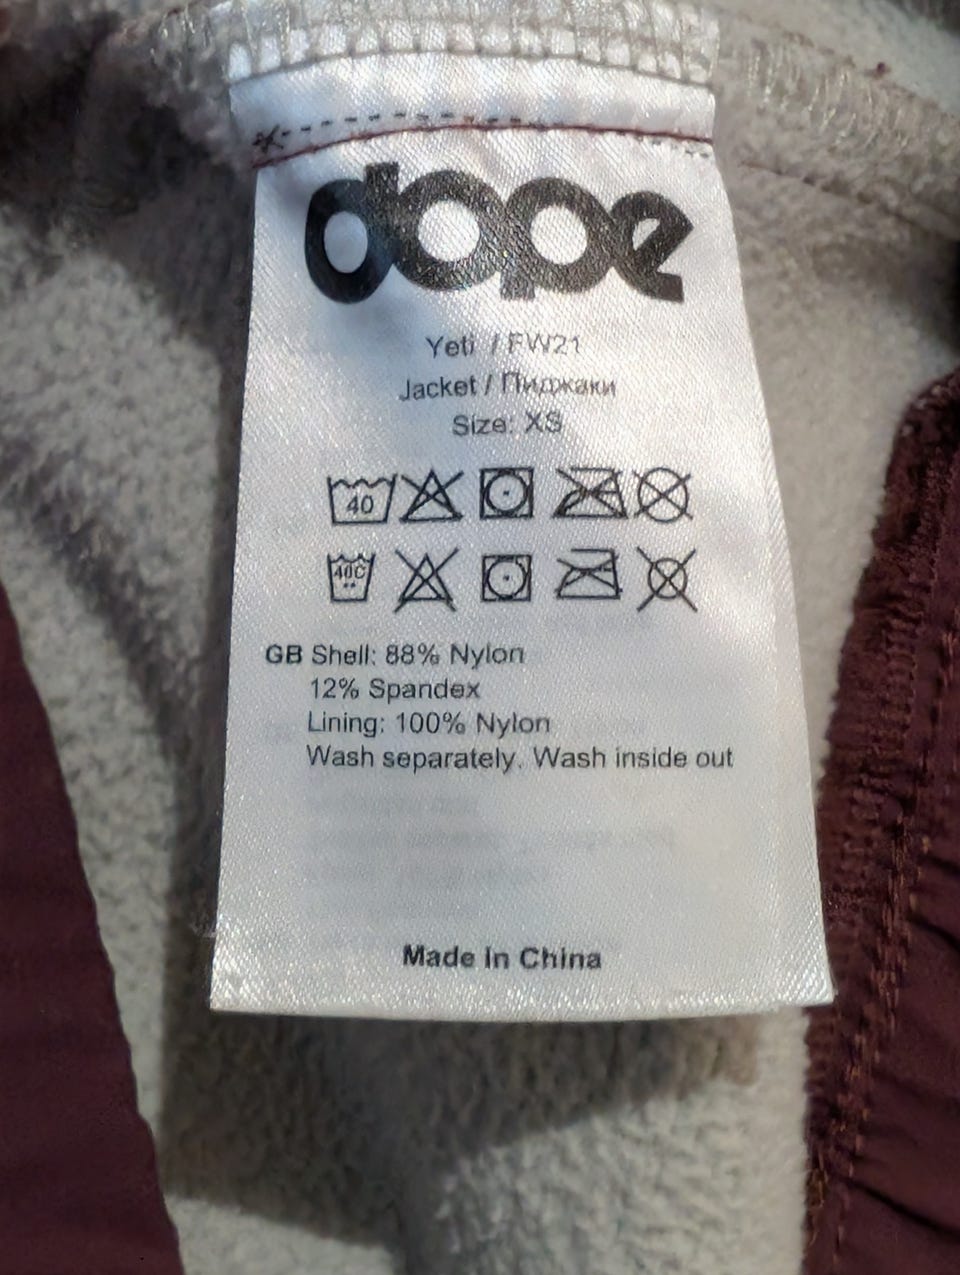 dope
Yeti / FW21
Jacket / Пиджаки
Size: XS
40
40C
GB Shell: 88% Nylon
12% Spandex
Lining: 100% Nylon
Wash separately. Wash inside out
Made in China